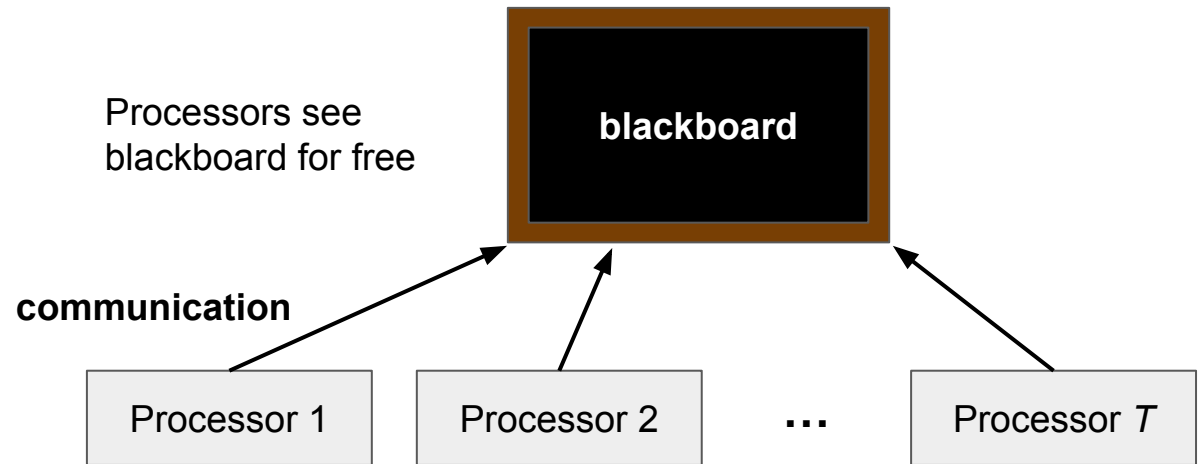 Processors see
blackboard for free
blackboard
communication
Processor 1
Processor 2
...
Processor T